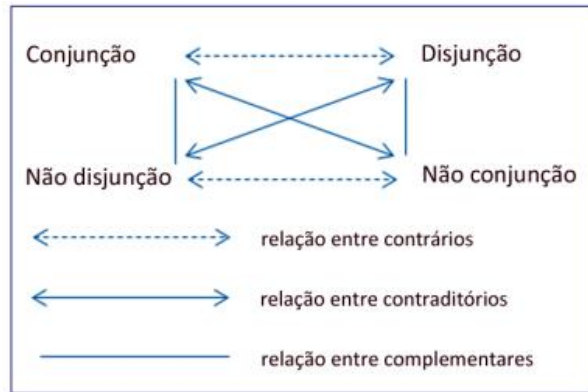 Conjunção Disjunção
Não disjunção Não conjunção
relação entre contrários
relação entre contraditórios
relação entre complementares